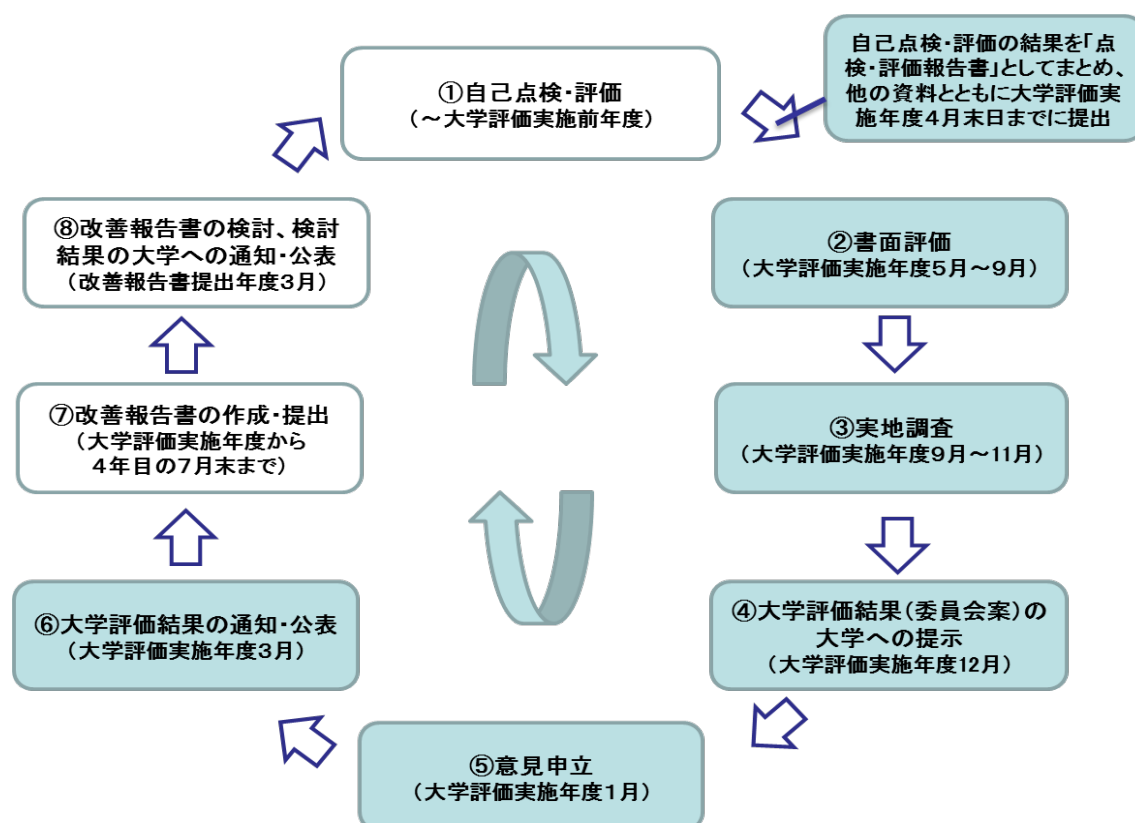 ①自己点検・評価
（～大学評価実施前年度）
自己点検・評価の結果を「点
検・評価報告書」としてまとめ、
他の資料とともに大学評価実
施年度４月末日までに提出
②書面評価
（大学評価実施年度５月～９月）
③実地調査
（大学評価実施年度９月～11月）
④大学評価結果（委員会案）の
大学への提示
（大学評価実施年度12月）
⑤意見申立
（大学評価実施年度１月）
⑥大学評価結果の通知・公表
（大学評価実施年度３月）
⑦改善報告書の作成・提出
（大学評価実施年度から
４年目の７月末まで）
⑧改善報告書の検討、検討
結果の大学への通知・公表
（改善報告書提出年度３月）